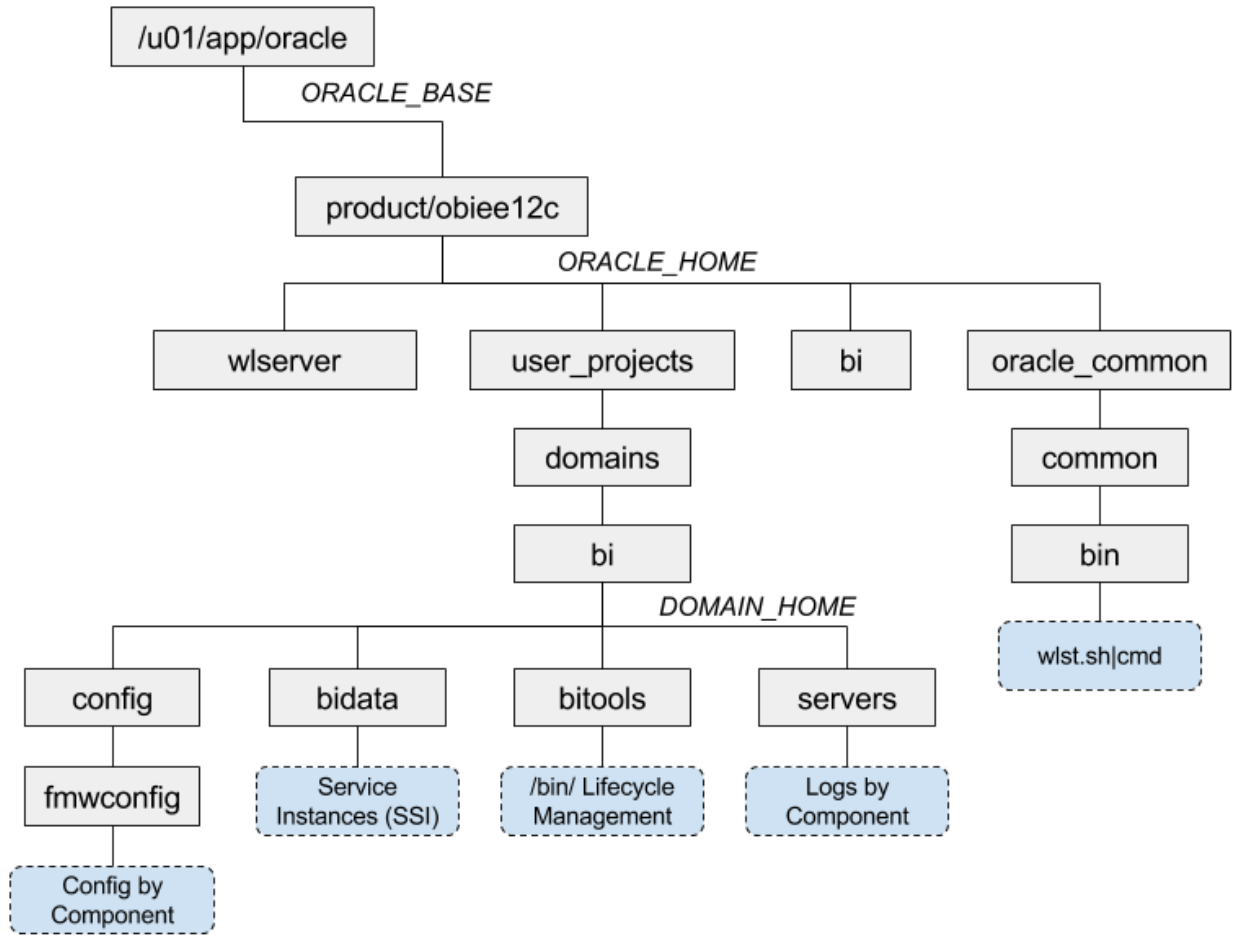 /u01/app/oracle
ORACLE_BASE
product/obiee12c
ORACLE_HOME
wlserver
user_projects
bi
oracle_common
domains
common
bi
bin
DOMAIN_HOME
wlst.sh|cmd
config
bidata
bitools
servers
fmwconfig
Service
Instances (SSI)
/bin/ Lifecycle
Management
Logs by
Component
Config by
Component